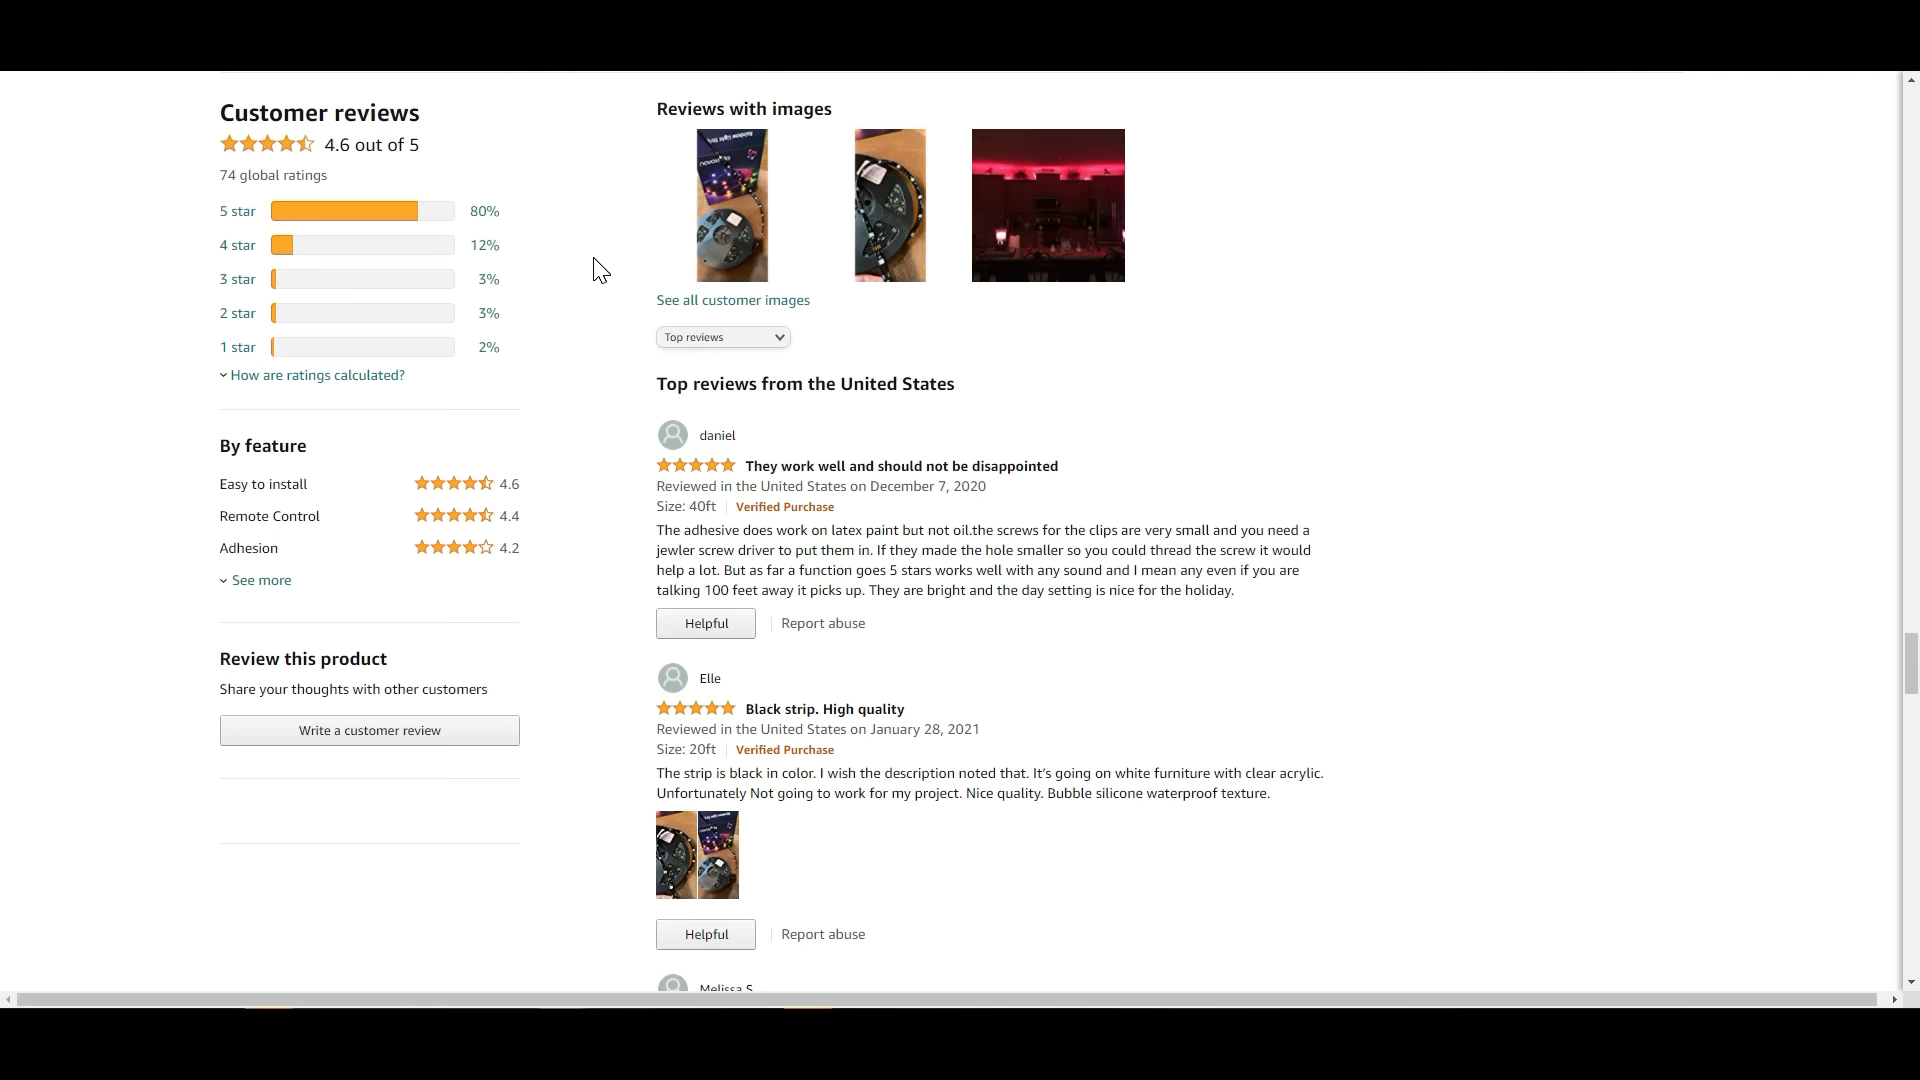 Customer reviews
4.6 out of 5
74 global ratings
5 star 80%
4 star 12%
3 star 3%
2 star 3%
1 star 2%
How are ratings calculated?
By feature
Easy to install 4.6
Remote Control 4.4
Adhesion 4.2
See more
Review this product
Share your thoughts with other customers
Write a customer review
Reviews with images
See all customer images
Top reviews
Top reviews from the United States
daniel
They work well and should not be disappointed
Reviewed in the United States on December 7, 2020
Size: 40ft Verified Purchase
The adhesive does work on latex paint but not oil.the screws for the clips are very small and you need a
jewler screw driver to put them in. If they made the hole smaller so you could thread the screw it would
help a lot. But as far a function goes 5 stars works well with any sound and I mean any even if you are
talking 100 feet away it picks up. They are bright and the day setting is nice for the holiday.
Helpful Report abuse
Elle
Black strip. High quality
Reviewed in the United States on January 28, 2021
Size: 20ft Verified Purchase
The strip is black in color. I wish the description noted that. It's going on white furniture with clear acrylic.
Unfortunately Not going to work for my project. Nice quality. Bubble silicone waterproof texture.
Helpful Report abuse
Melissa S